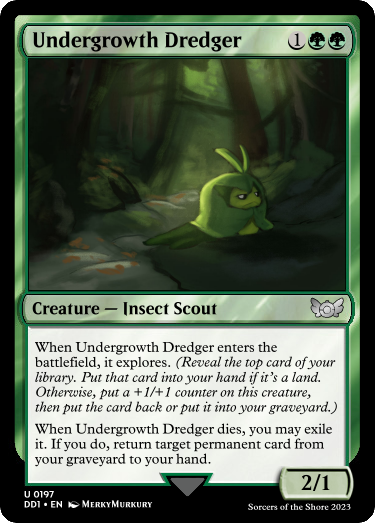 Undergrowth Dredger 1
Creature — Insect Scout
When Undergrowth Dredger enters the
battlefield, it explores. (Reveal the top card of your
library. Put that card into your hand if it's a land.
Otherwise, put a +1/+1 counter on this creature,
then put the card back or put it into your graveyard.)
When Undergrowth Dredger dies, you may exile
it. If you do, return target permanent card from
your graveyard to your hand.
2/1
U 0197
DD1 • EN MerkyMurkury
Sorcers of the Shore 2023